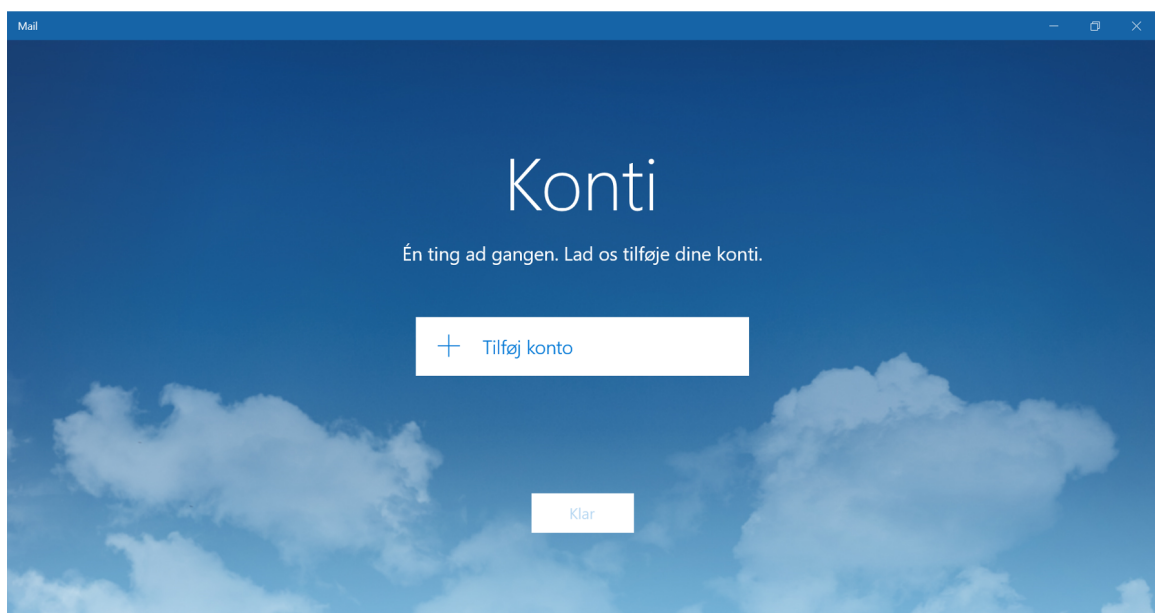 Mail
Konti
Én ting ad gangen. Lad os tilføje dine konti.
Tilføj konto
Klar